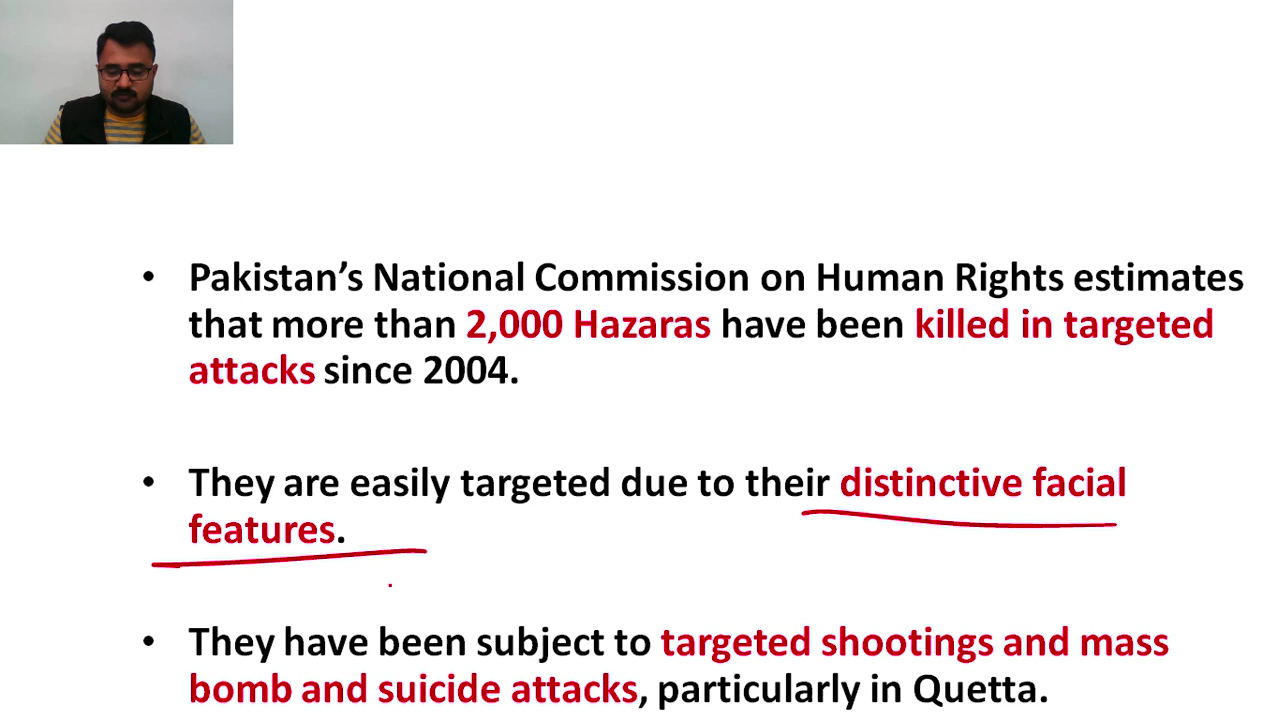 • Pakistan’s National Commission on Human Rights estimates
that more than 2,000 Hazaras have been killed in targeted
attacks since 2004.
• They are easily targeted due to their distinctive facial
features.
• They have been subject to targeted shootings and mass
bomb and suicide attacks, particularly in Quetta.